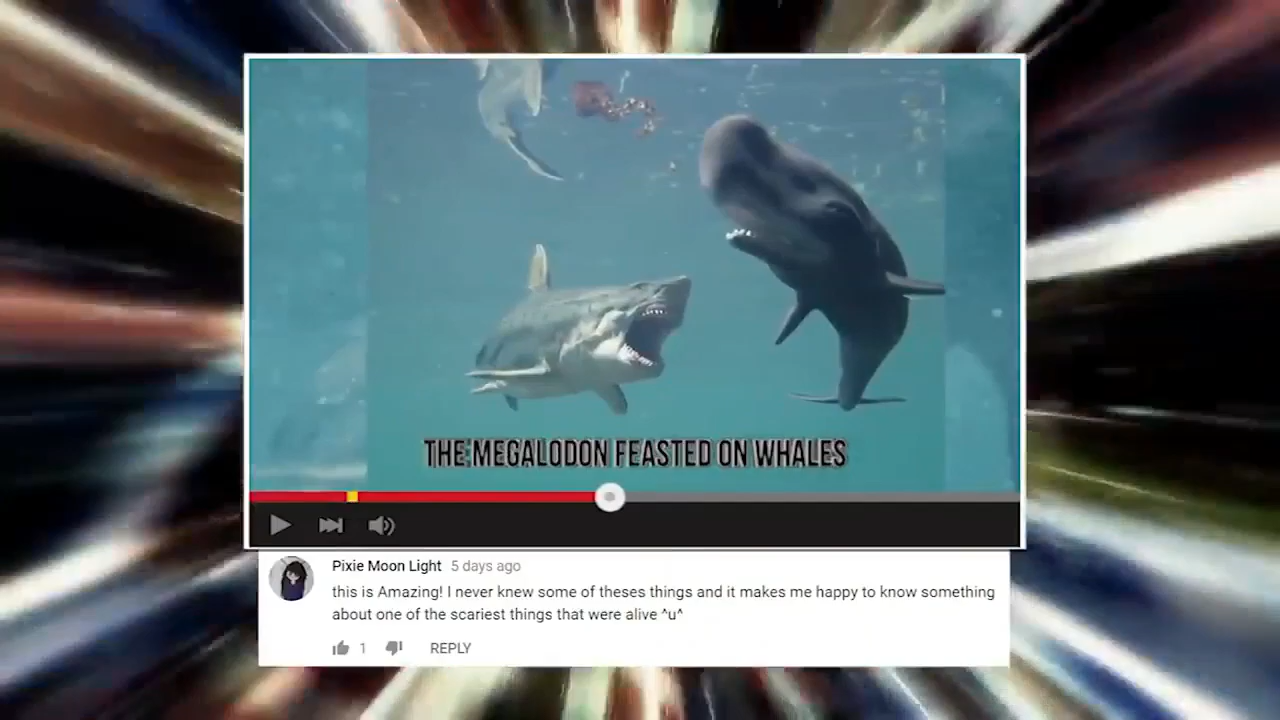 THE MEGALODON FEASTED ON WHALES
Pixie Moon Light 5 days ago
this is Amazing! I never knew some of theses things and it makes me happy to know something
about one of the scariest things that were alive ^u^
1 REPLY